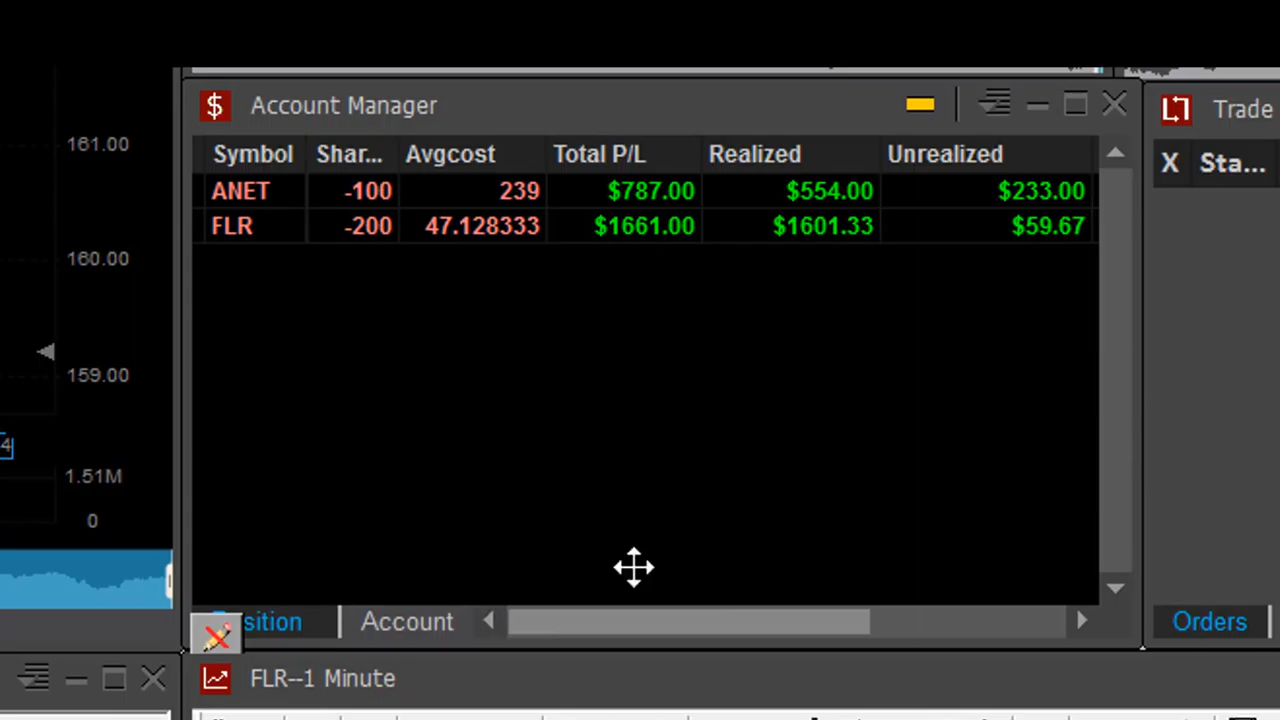 161.00
160.00
159.00
4
1.51M
0
$ Account Manager
Symbol Shar... Avgcost Total P/L Realized Unrealized
ANET -100 239 $787.00 $554.00 $233.00
FLR -200 47.128333 $1661.00 $1601.33 $59.67
sition Account
Trade
X Sta...
Orders
FLR--1 Minute